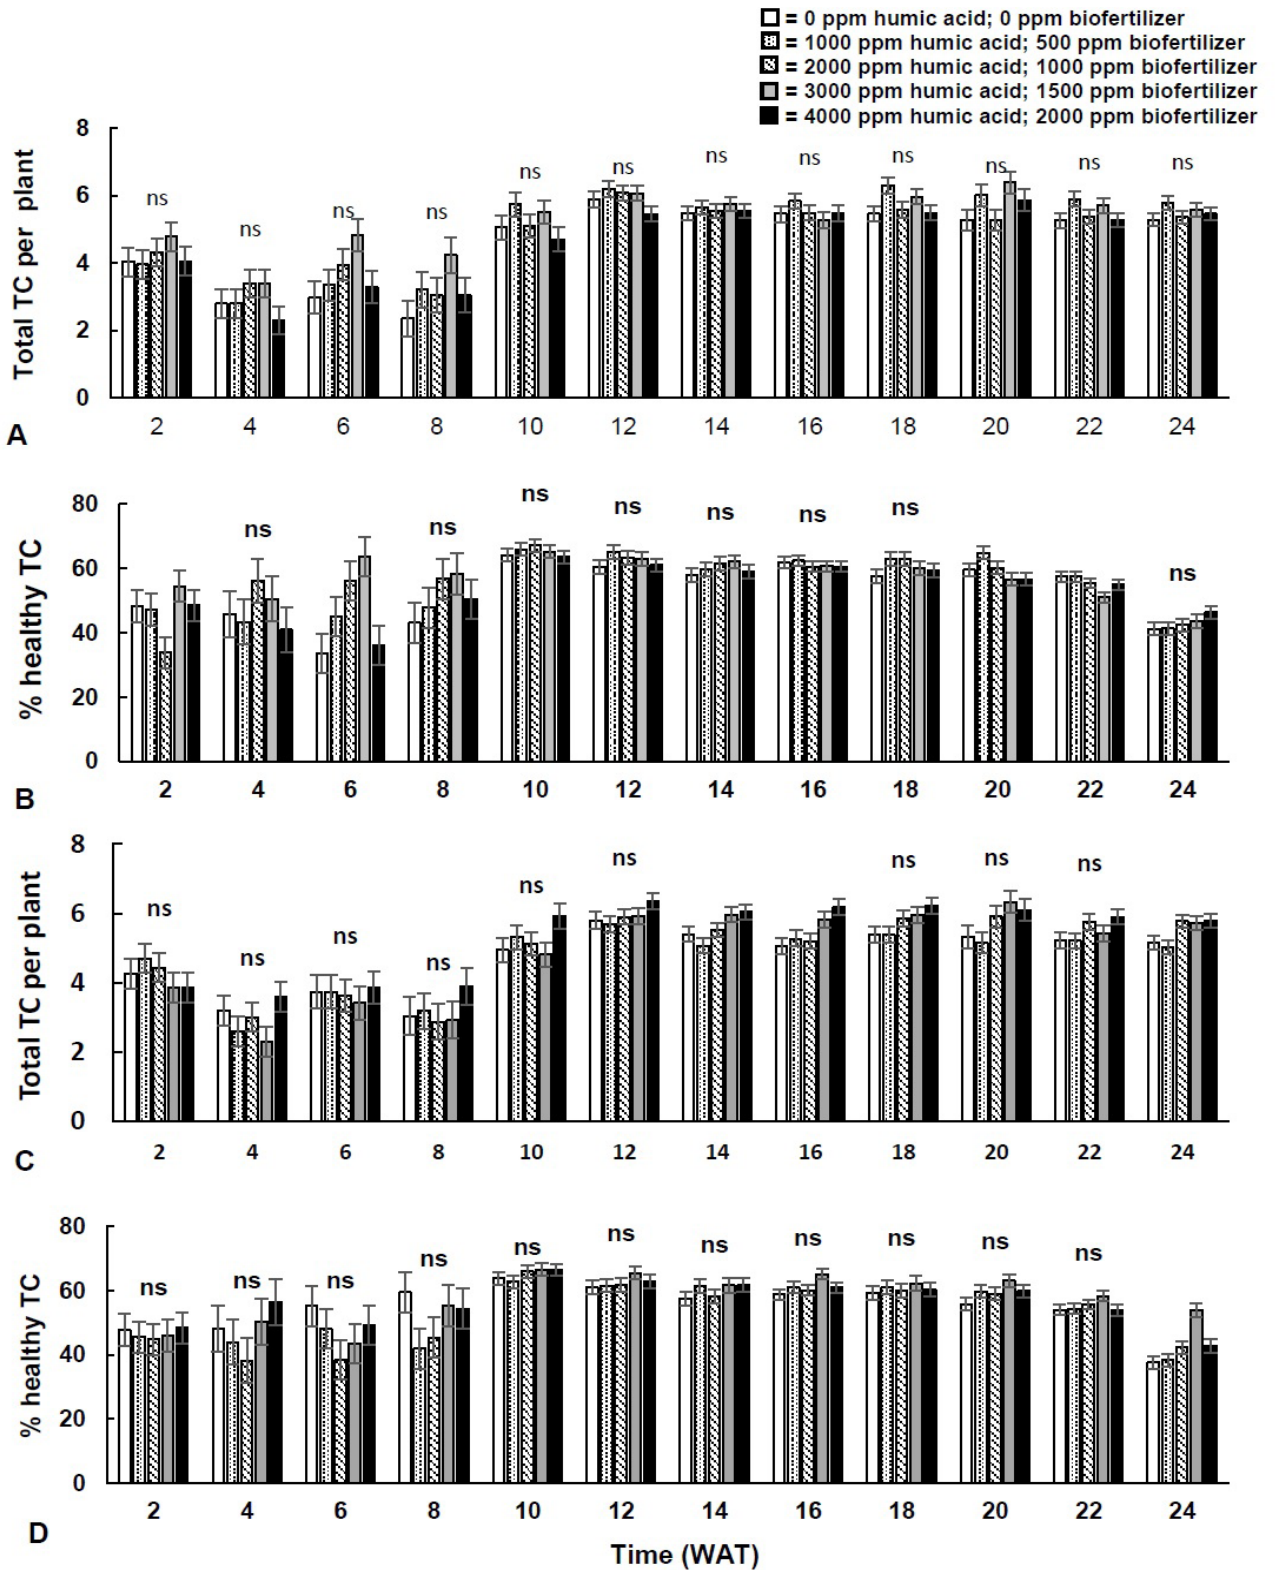 = 0 ppm humic acid; 0 ppm biofertilizer
= 1000 ppm humic acid; 500 ppm biofertilizer
= 2000 ppm humic acid; 1000 ppm biofertilizer
= 3000 ppm humic acid; 1500 ppm biofertilizer
= 4000 ppm humic acid; 2000 ppm biofertilizer
Total TC per plant
8
6
4
2
0
ns ns ns ns ns ns ns ns ns ns ns ns
2 4 6 8 10 12 14 16 18 20 22 24
A
% healthy TC
80
60
40
20
0
ns ns ns ns ns ns ns ns ns
2 4 6 8 10 12 14 16 18 20 22 24
B
Total TC per plant
8
6
4
2
0
ns ns ns ns ns ns ns ns ns
2 4 6 8 10 12 14 16 18 20 22 24
C
% healthy TC
80
60
40
20
0
ns ns ns ns ns ns ns ns ns ns ns
2 4 6 8 10 12 14 16 18 20 22 24
D
Time (WAT)